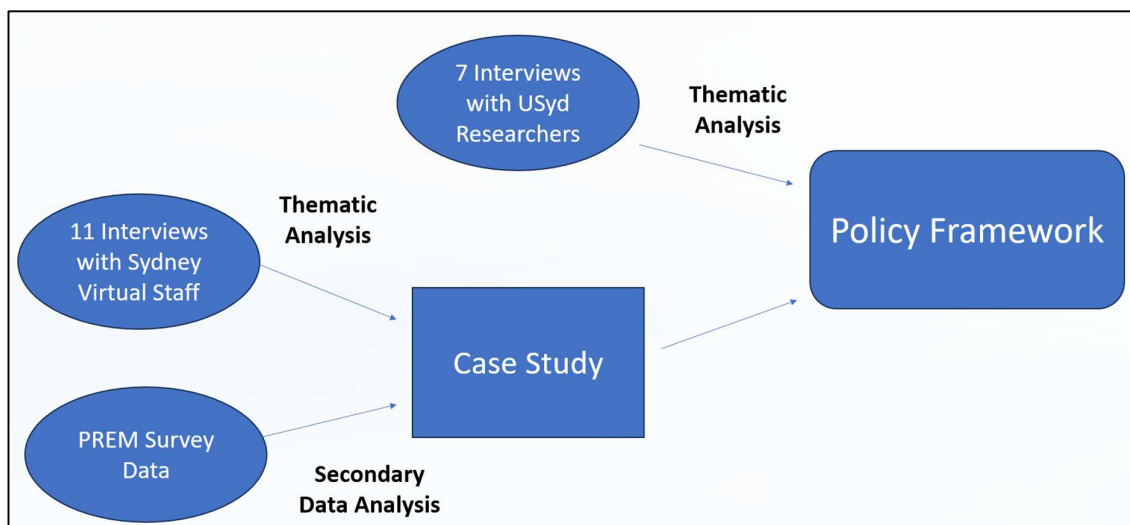 7 Interviews
with USyd
Researchers
Thematic
Analysis
Policy Framework
11 Interviews
with Sydney
Virtual Staff
Thematic
Analysis
Case Study
PREM Survey
Data
Secondary
Data Analysis